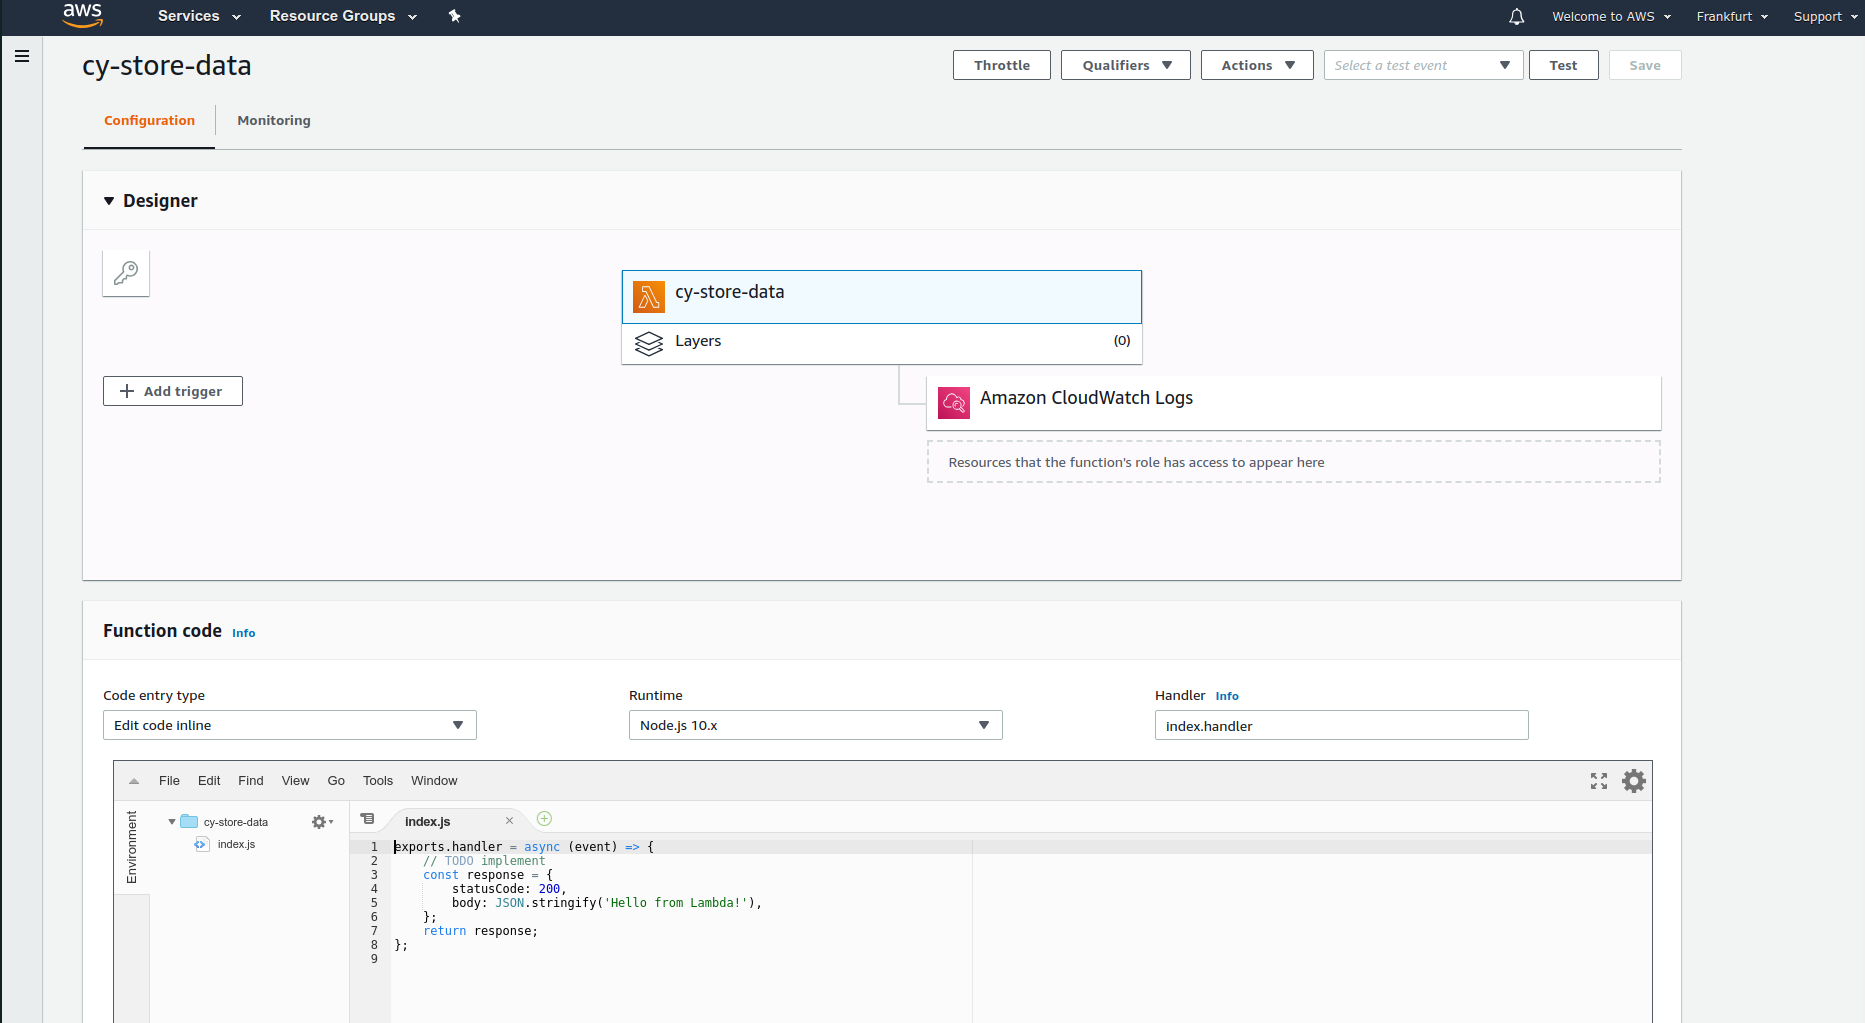 aws Services Resource Groups Welcome to AWS Frankfurt Support
cy-store-data Throttle Qualifiers Actions Select a test event Test Save
Configuration Monitoring
Designer
cy-store-data
Layers (0)
Add trigger
Amazon CloudWatch Logs
Resources that the function's role has access to appear here
Function code Info
Code entry type Runtime Handler Info
Edit code inline Node.js 10.x index.handler
File Edit Find View Go Tools Window
Environment
cy-store-data
index.js
index.js
1 exports.handler = async (event) => {
2 // TODO implement
3 const response = {
4 statusCode: 200,
5 body: JSON.stringify('Hello from Lambda!'),
6 };
7 return response;
8 };
9